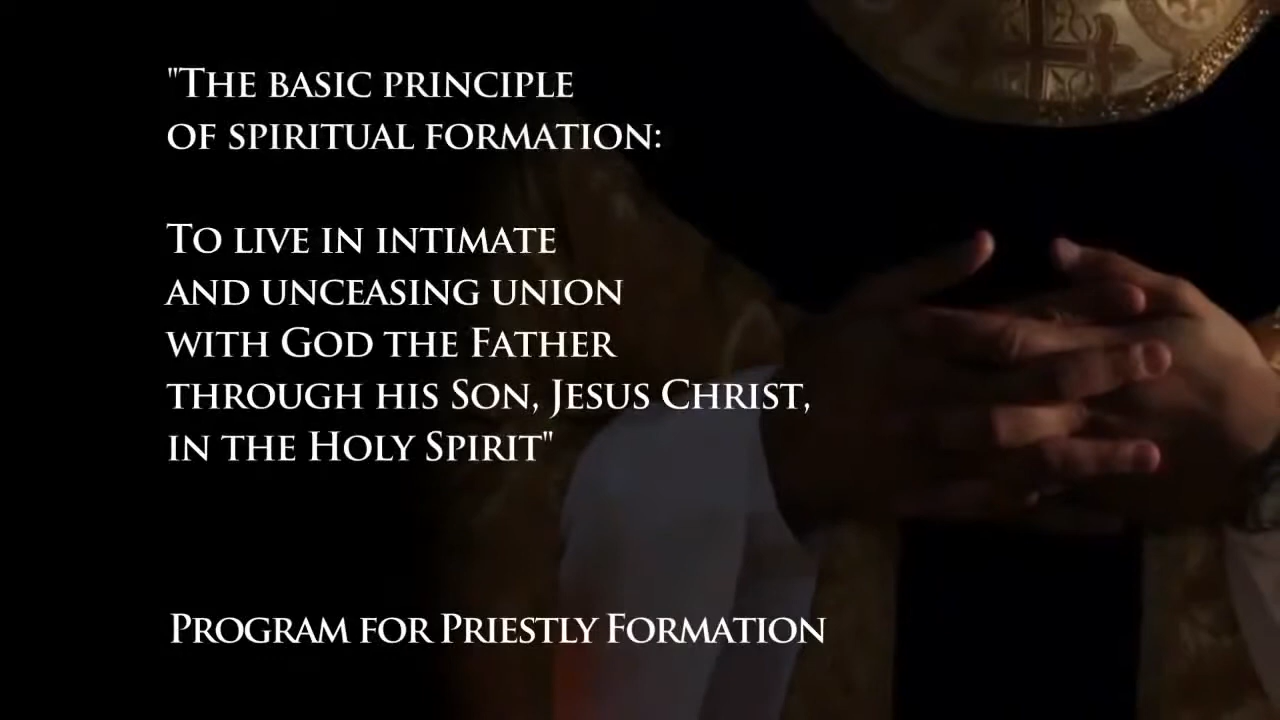 "The basic principle
of spiritual formation:
To live in intimate
and unceasing union
with God the Father
through his Son, Jesus Christ,
in the Holy Spirit"
Program for Priestly Formation